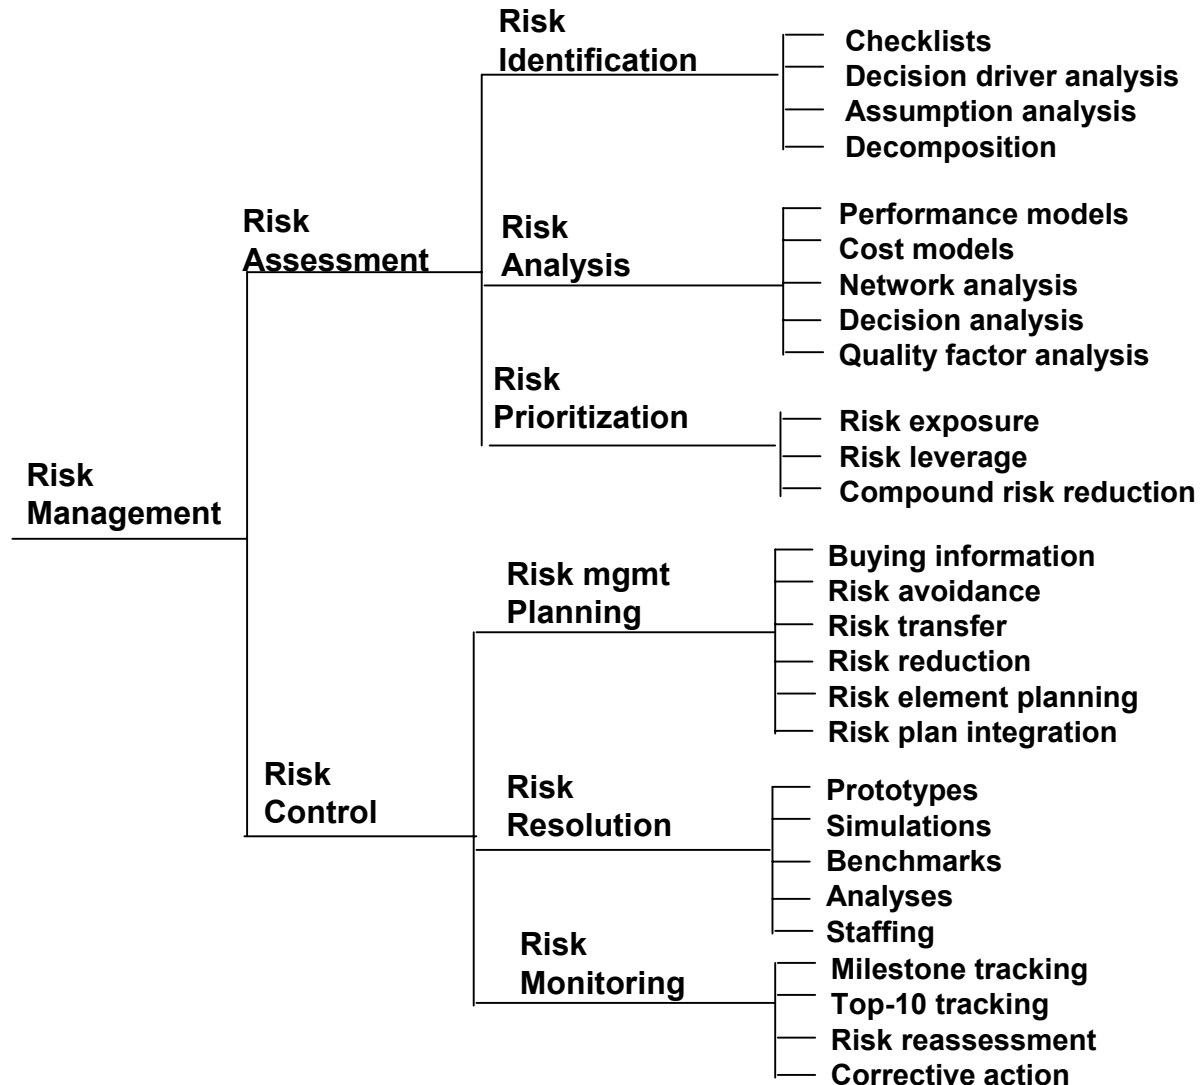 Risk
Identification
Checklists
Decision driver analysis
Assumption analysis
Decomposition
Risk
Assessment
Risk
Analysis
Performance models
Cost models
Network analysis
Decision analysis
Quality factor analysis
Risk
Prioritization
Risk exposure
Risk leverage
Compound risk reduction
Risk
Management
Risk mgmt
Planning
Buying information
Risk avoidance
Risk transfer
Risk reduction
Risk element planning
Risk plan integration
Risk
Control
Risk
Resolution
Prototypes
Simulations
Benchmarks
Analyses
Staffing
Risk
Monitoring
Milestone tracking
Top-10 tracking
Risk reassessment
Corrective action